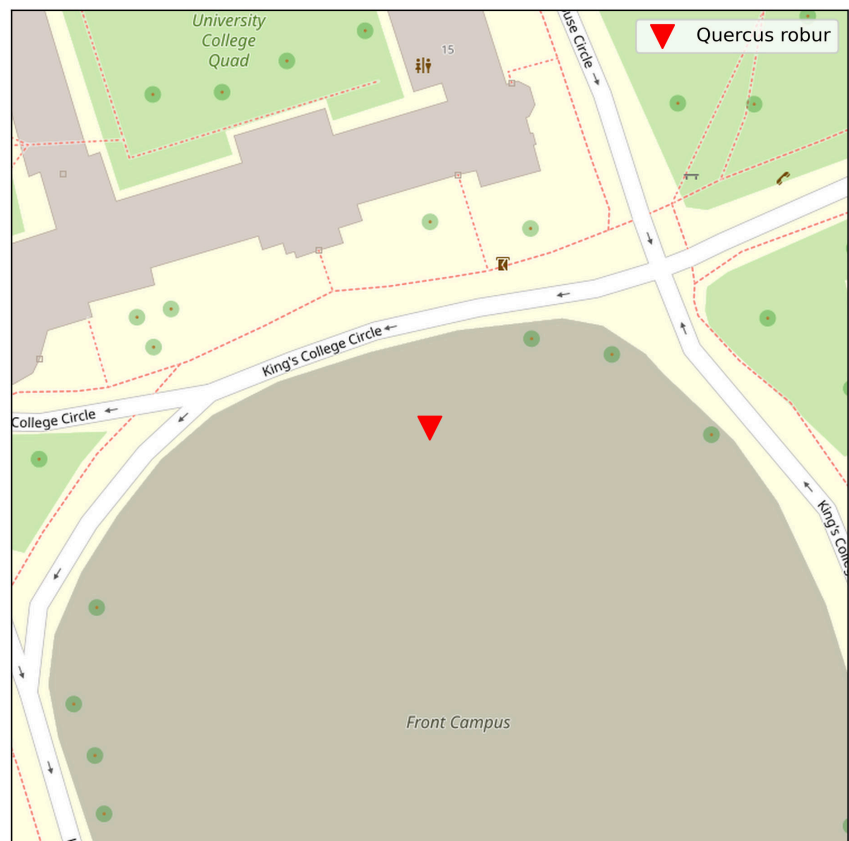 University
College
Quad
15
use Circle
Quercus robur
King's College Circle
College Circle
King's Colleg
Front Campus